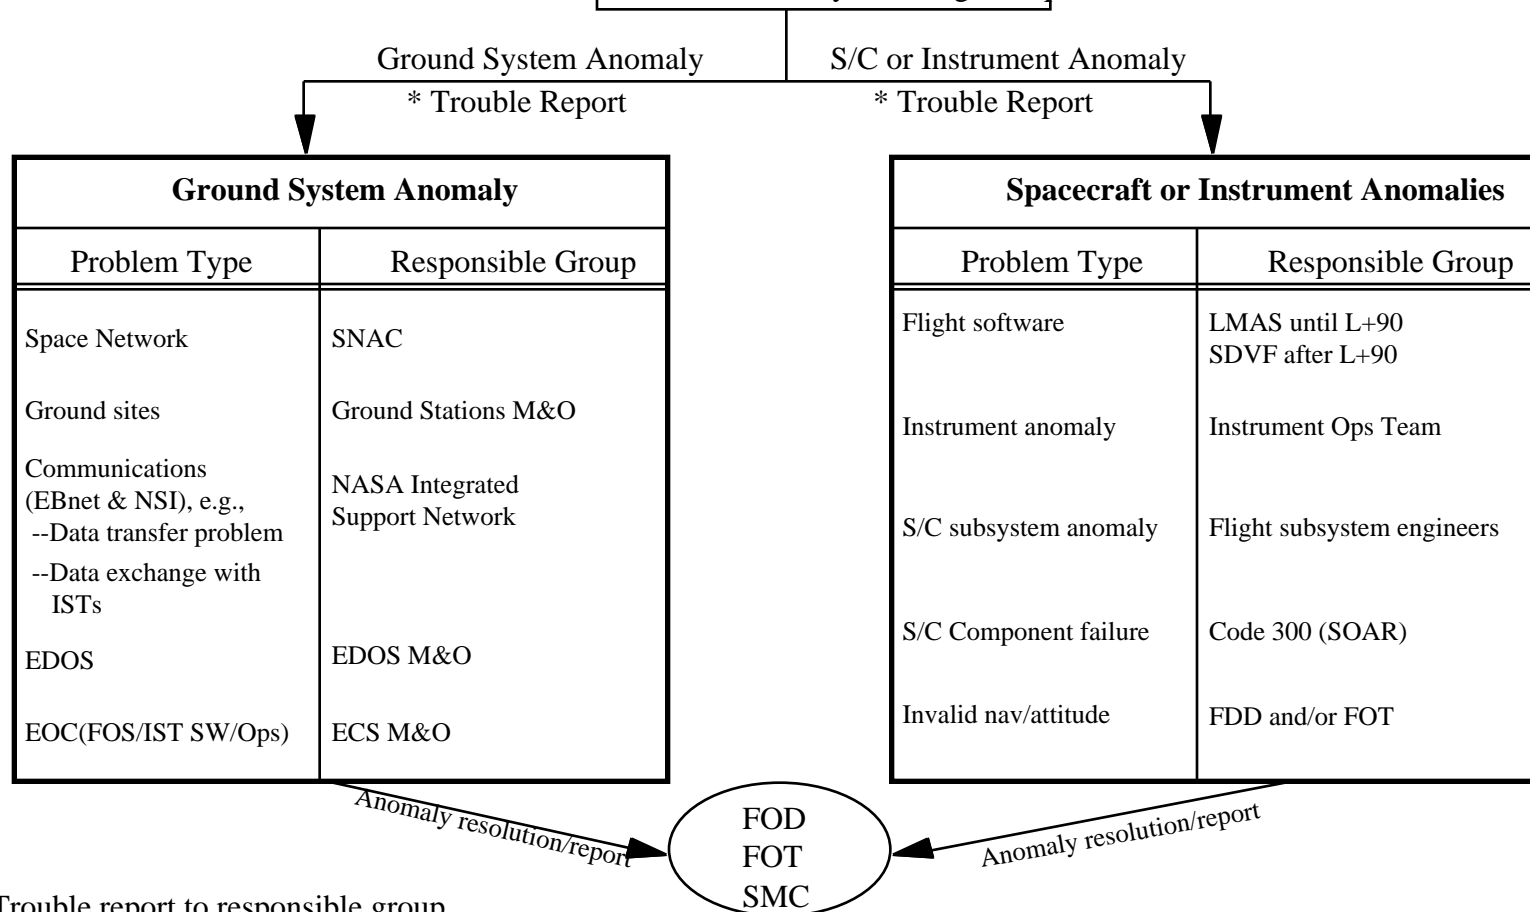 Ground System Anomaly
S/C or Instrument Anomaly
* Trouble Report
* Trouble Report
Ground System Anomaly
Problem Type
Responsible Group
Space Network
SNAC
Ground sites
Ground Stations M&O
Communications
(EBnet & NSI), e.g.,
--Data transfer problem
--Data exchange with
ISTs
NASA Integrated
Support Network
EDOS
EDOS M&O
EOC(FOS/IST SW/Ops)
ECS M&O
Spacecraft or Instrument Anomalies
Problem Type
Responsible Group
Flight software
LMAS until L+90
SDVF after L+90
Instrument anomaly
Instrument Ops Team
S/C subsystem anomaly
Flight subsystem engineers
S/C Component failure
Code 300 (SOAR)
Invalid nav/attitude
FDD and/or FOT
Anomaly resolution/report
Anomaly resolution/report
FOD
FOT
SMC
Trouble report to responsible group